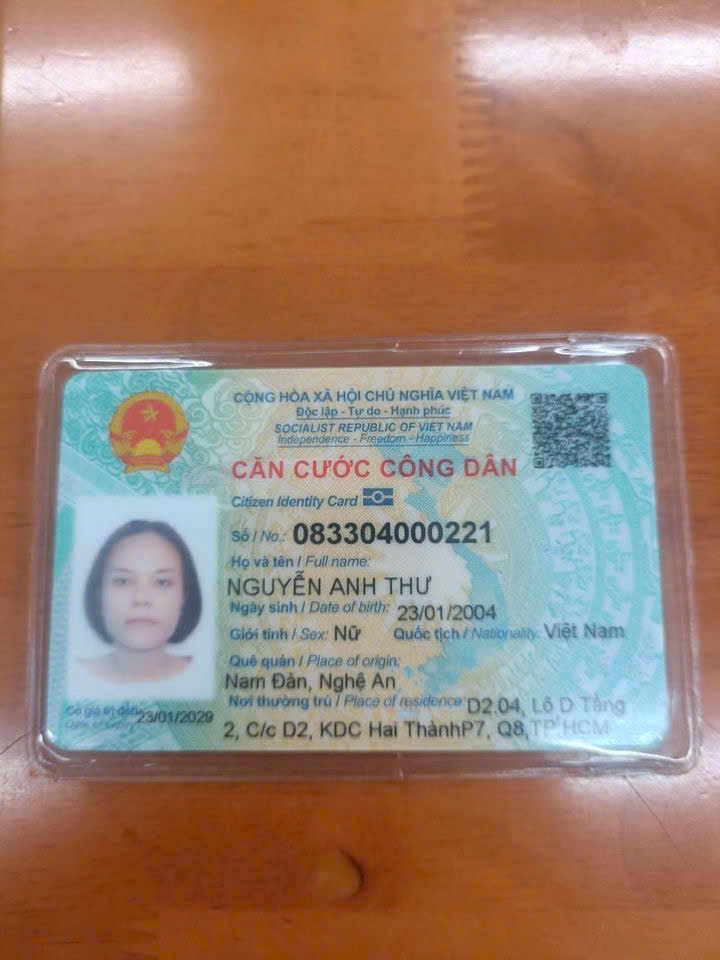 CỘNG HÒA XÃ HỘI CHỦ NGHĨA VIỆT NAM
Độc lập - Tự do - Hạnh phúc
SOCIALIST REPUBLIC OF VIET NAM
Independence - Freedom - Happiness
CĂN CƯỚC CÔNG DÂN
Citizen Identity Card
Số / No.: 083304000221
Họ và tên / Full name:
NGUYỄN ANH THƯ
Ngày sinh / Date of birth: 23/01/2004
Giới tính / Sex: Nữ Quốc tịch / Nationality: Việt Nam
Quê quán / Place of origin:
Nam Đàn, Nghệ An
Nơi thường trú / Place of residence: D2.04, Lô D Tầng
2, C/c D2, KDC Hai ThànhP7, Q8,TP HCM
Có giá trị đến:
Date of expiry 23/01/2029